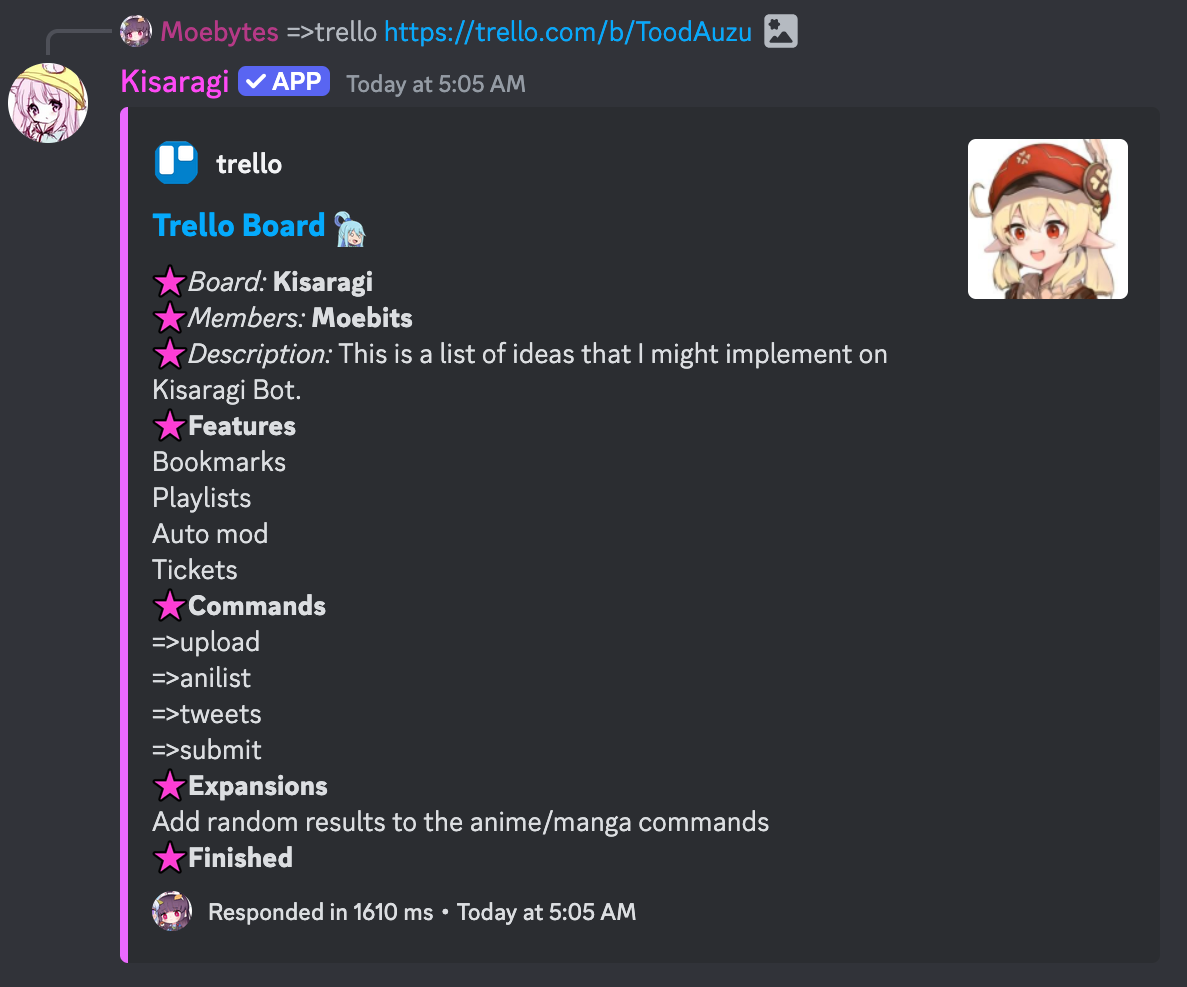 Moebytes =>trello https://trello.com/b/ToodAuzu
Kisaragi APP Today at 5:05 AM
trello
Trello Board
Board: Kisaragi
Members: Moebits
Description: This is a list of ideas that I might implement on
Kisaragi Bot.
Features
Bookmarks
Playlists
Auto mod
Tickets
Commands
=>upload
=>anilist
=>tweets
=>submit
Expansions
Add random results to the anime/manga commands
Finished
Responded in 1610 ms • Today at 5:05 AM